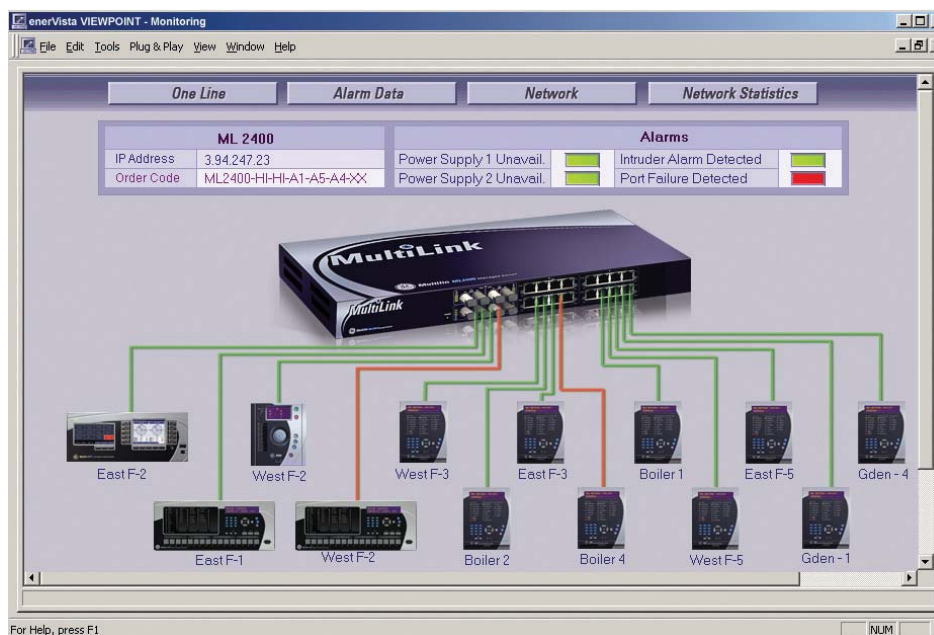 enerVista VIEWPOINT - Monitoring
File Edit Tools Plug & Play View Window Help
One Line Alarm Data Network Network Statistics
ML 2400
IP Address 3.94.247.23
Order Code ML2400-HI-HI-A1-A5-A4-XX
Alarms
Power Supply 1 Unavail. Intruder Alarm Detected
Power Supply 2 Unavail. Port Failure Detected
MultiLink
Multilin ML2400 Managed Switch
MultiLink
East F-2 West F-2 West F-3 East F-3 Boiler 1 East F-5 Gden - 4
East F-1 West F-2 Boiler 2 Boiler 4 West F-5 Gden - 1
For Help, press F1 NUM